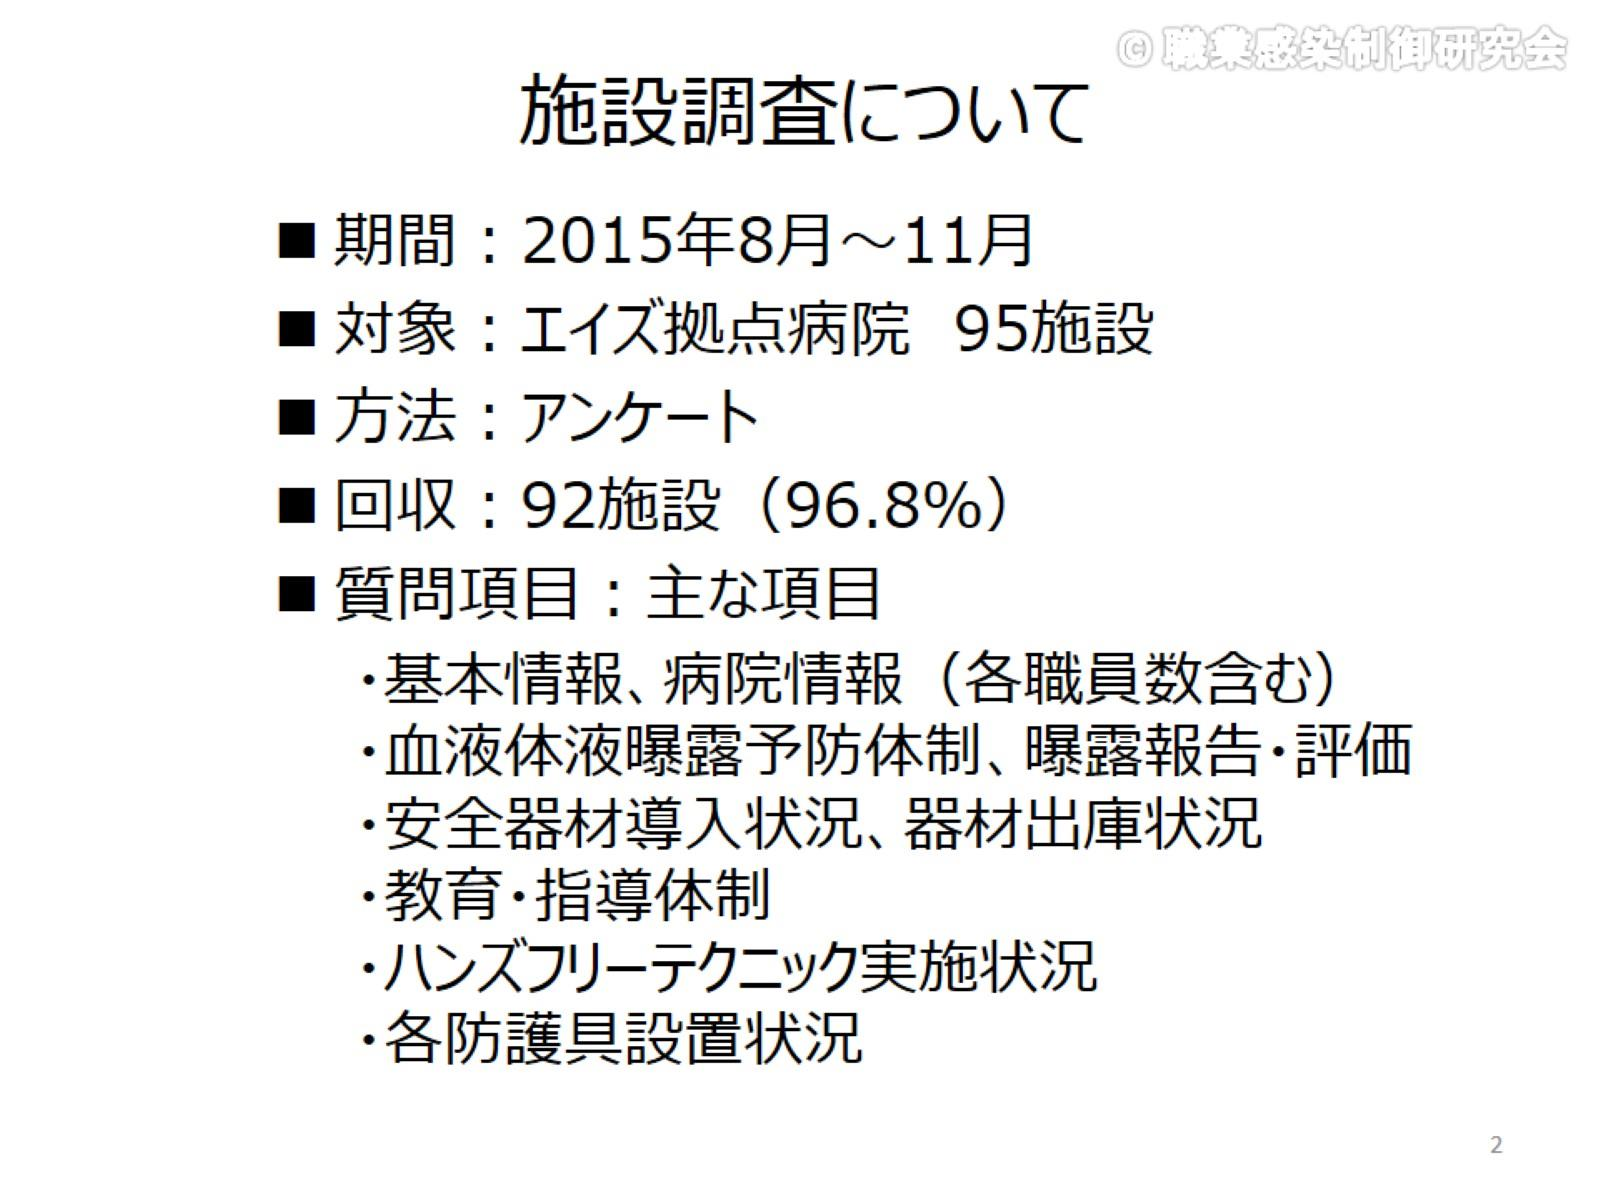 © 職業感染制御研究会
施設調査について
■ 期間：2015年8月～11月
■ 対象：エイズ拠点病院　95施設
■ 方法：アンケート
■ 回収：92施設（96.8%）
■ 質問項目：主な項目
・基本情報、病院情報（各職員数含む）
・血液体液曝露予防体制、曝露報告・評価
・安全器材導入状況、器材出庫状況
・教育・指導体制
・ハンズフリーテクニック実施状況
・各防護具設置状況
2